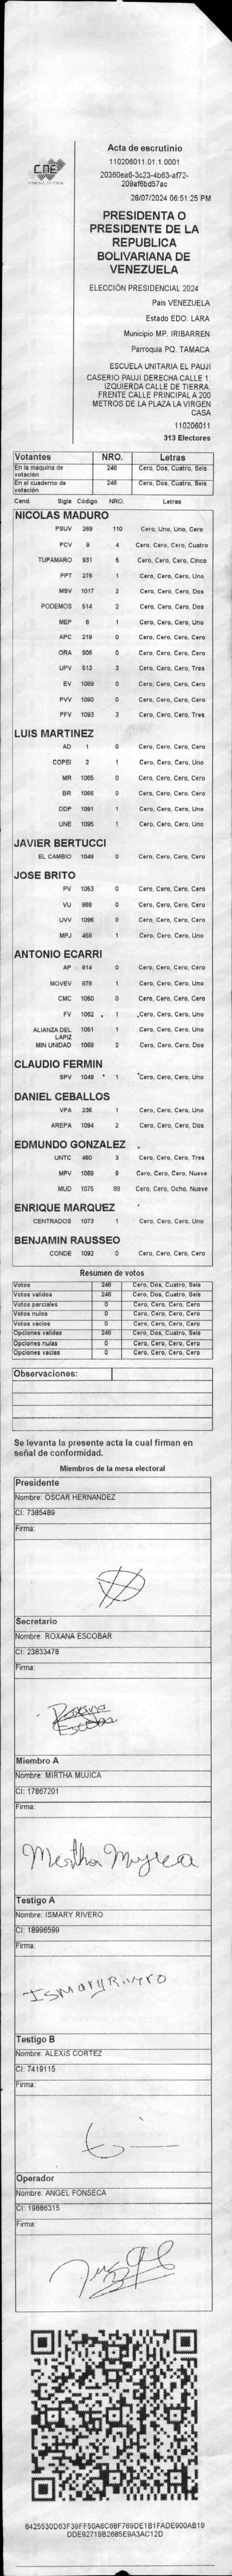 Acta de escrutinio
110206011.01.1.0001
20360ea6-3c23-4b63-af72-
209af6bd57ac
28/07/2024 06:51:25 PM
CNE
PRESIDENTA O
PRESIDENTE DE LA
REPUBLICA
BOLIVARIANA DE
VENEZUELA
ELECCIÓN PRESIDENCIAL 2024
País VENEZUELA
Estado EDO. LARA
Municipio MP. IRIBARREN
Parroquia PQ. TAMACA
ESCUELA UNITARIA EL PAUJI
CASERIO PAUJI DERECHA CALLE 1.
IZQUIERDA CALLE DE TIERRA.
FRENTE CALLE PRINCIPAL A 200
METROS DE LA PLAZA LA VIRGEN
CASA
110206011
313 Electores
Votantes NRO. Letras
En la máquina de votación 246 Cero, Dos, Cuatro, Seis
En el cuaderno de votación 246 Cero, Dos, Cuatro, Seis
Cand. Sigla Código NRO. Letras
NICOLAS MADURO
PSUV 269 110 Cero, Uno, Uno, Cero
PCV 9 4 Cero, Cero, Cero, Cuatro
TUPAMARO 931 5 Cero, Cero, Cero, Cinco
PPT 276 1 Cero, Cero, Cero, Uno
MSV 1017 2 Cero, Cero, Cero, Dos
PODEMOS 514 2 Cero, Cero, Cero, Dos
MEP 6 1 Cero, Cero, Cero, Uno
APC 219 0 Cero, Cero, Cero, Cero
ORA 906 0 Cero, Cero, Cero, Cero
UPV 513 3 Cero, Cero, Cero, Tres
EV 1089 0 Cero, Cero, Cero, Cero
PVV 1090 0 Cero, Cero, Cero, Cero
PFV 1093 3 Cero, Cero, Cero, Tres
LUIS MARTINEZ
AD 1 0 Cero, Cero, Cero, Cero
COPEI 2 1 Cero, Cero, Cero, Uno
MR 1065 0 Cero, Cero, Cero, Cero
BR 1066 0 Cero, Cero, Cero, Cero
DDP 1091 1 Cero, Cero, Cero, Uno
UNE 1095 1 Cero, Cero, Cero, Uno
JAVIER BERTUCCI
EL CAMBIO 1048 0 Cero, Cero, Cero, Cero
JOSE BRITO
PV 1053 0 Cero, Cero, Cero, Cero
VU 868 0 Cero, Cero, Cero, Cero
UVV 1096 0 Cero, Cero, Cero, Cero
MPJ 458 1 Cero, Cero, Cero, Uno
ANTONIO ECARRI
AP 814 0 Cero, Cero, Cero, Cero
MOVEV 878 1 Cero, Cero, Cero, Uno
CMC 1050 0 Cero, Cero, Cero, Cero
FV 1062 1 Cero, Cero, Cero, Uno
ALIANZA DEL LAPIZ 1061 1 Cero, Cero, Cero, Uno
MIN UNIDAD 1068 2 Cero, Cero, Cero, Dos
CLAUDIO FERMIN
SPV 1049 1 Cero, Cero, Cero, Uno
DANIEL CEBALLOS
VPA 236 1 Cero, Cero, Cero, Uno
AREPA 1094 2 Cero, Cero, Cero, Dos
EDMUNDO GONZALEZ
UNTC 460 3 Cero, Cero, Cero, Tres
MPV 1069 9 Cero, Cero, Cero, Nueve
MUD 1075 89 Cero, Cero, Ocho, Nueve
ENRIQUE MARQUEZ
CENTRADOS 1073 1 Cero, Cero, Cero, Uno
BENJAMIN RAUSSEO
CONDE 1092 0 Cero, Cero, Cero, Cero
Resumen de votos
Votos 246 Cero, Dos, Cuatro, Seis
Votos validos 246 Cero, Dos, Cuatro, Seis
Votos parciales 0 Cero, Cero, Cero, Cero
Votos nulos 0 Cero, Cero, Cero, Cero
Votos vacios 0 Cero, Cero, Cero, Cero
Opciones validas 246 Cero, Dos, Cuatro, Seis
Opciones nulas 0 Cero, Cero, Cero, Cero
Opciones vacias 0 Cero, Cero, Cero, Cero
Observaciones:
Se levanta la presente acta la cual firman en
señal de conformidad.
Miembros de la mesa electoral
Presidente
Nombre: OSCAR HERNANDEZ
CI: 7385489
Firma:
Secretario
Nombre: ROXANA ESCOBAR
CI: 23833478
Firma:
Roxana
Escobar
Miembro A
Nombre: MIRTHA MUJICA
CI: 17867201
Firma:
Mirtha Mujica
Testigo A
Nombre: ISMARY RIVERO
CI: 18996599
Firma:
Ismary Rivero
Testigo B
Nombre: ALEXIS CORTEZ
CI: 7419115
Firma:
Operador
Nombre: ANGEL FONSECA
CI: 19886315
Firma:
8425530D63F39FF50A6C68F769DE1B1FADE900AB19
DDE92719B2685E9A3AC12D